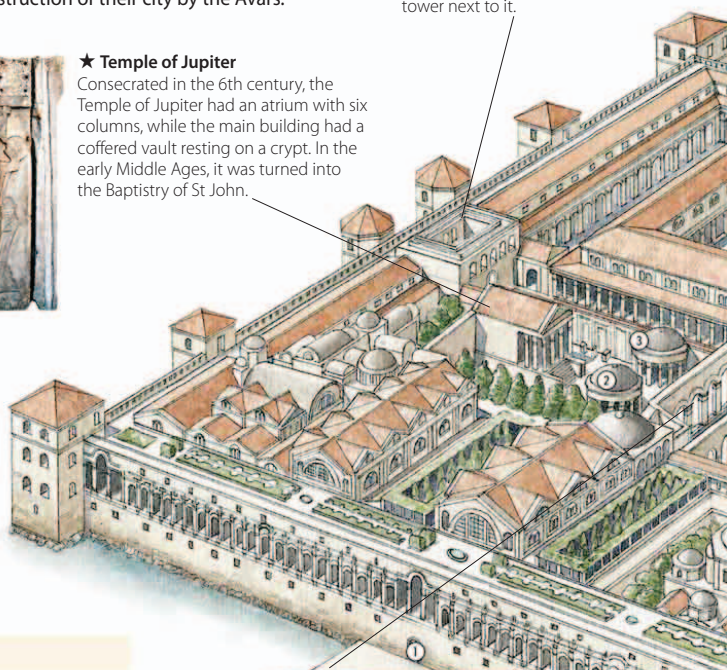 struction of their city by the Avars.
tower next to it.
★ Temple of Jupiter
Consecrated in the 6th century, the
Temple of Jupiter had an atrium with six
columns, while the main building had a
coffered vault resting on a crypt. In the
early Middle Ages, it was turned into
the Baptistry of St John.
3
2
1